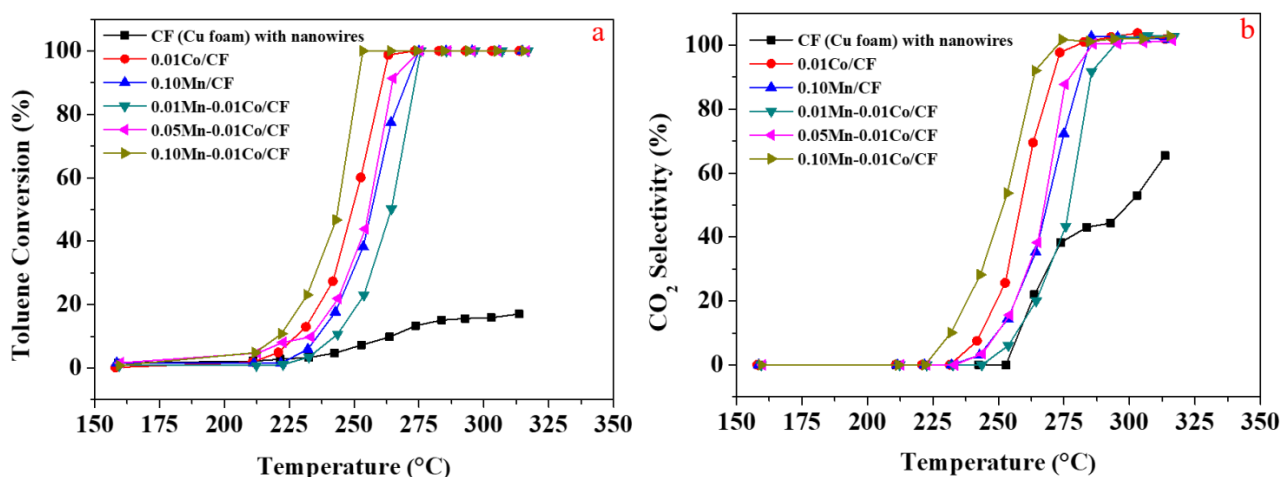 a
CF (Cu foam) with nanowires
0.01Co/CF
0.10Mn/CF
0.01Mn-0.01Co/CF
0.05Mn-0.01Co/CF
0.10Mn-0.01Co/CF
Toluene Conversion (%)
100
80
60
40
20
0
150 175 200 225 250 275 300 325 350
Temperature (°C)
b
CF (Cu foam) with nanowires
0.01Co/CF
0.10Mn/CF
0.01Mn-0.01Co/CF
0.05Mn-0.01Co/CF
0.10Mn-0.01Co/CF
CO₂ Selectivity (%)
100
80
60
40
20
0
150 175 200 225 250 275 300 325 350
Temperature (°C)